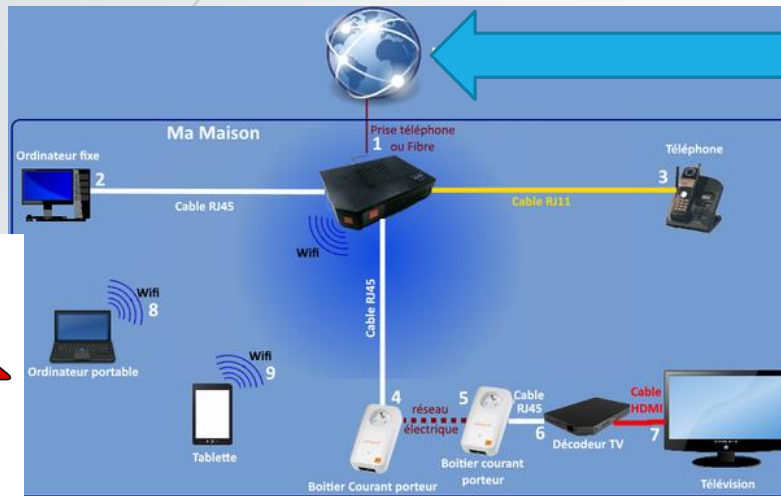 Ma Maison
Prise téléphone
1 ou Fibre
Ordinateur fixe
2
Cable RJ45
Cable RJ11
Téléphone
3
Wifi
Cable RJ45
Wifi
8
Ordinateur portable
Wifi
9
Tablette
4
Boitier Courant porteur
réseau
électrique
5
Boitier courant
porteur
Cable
RJ45
6
Décodeur TV
Cable
HDMI
7
Télévision